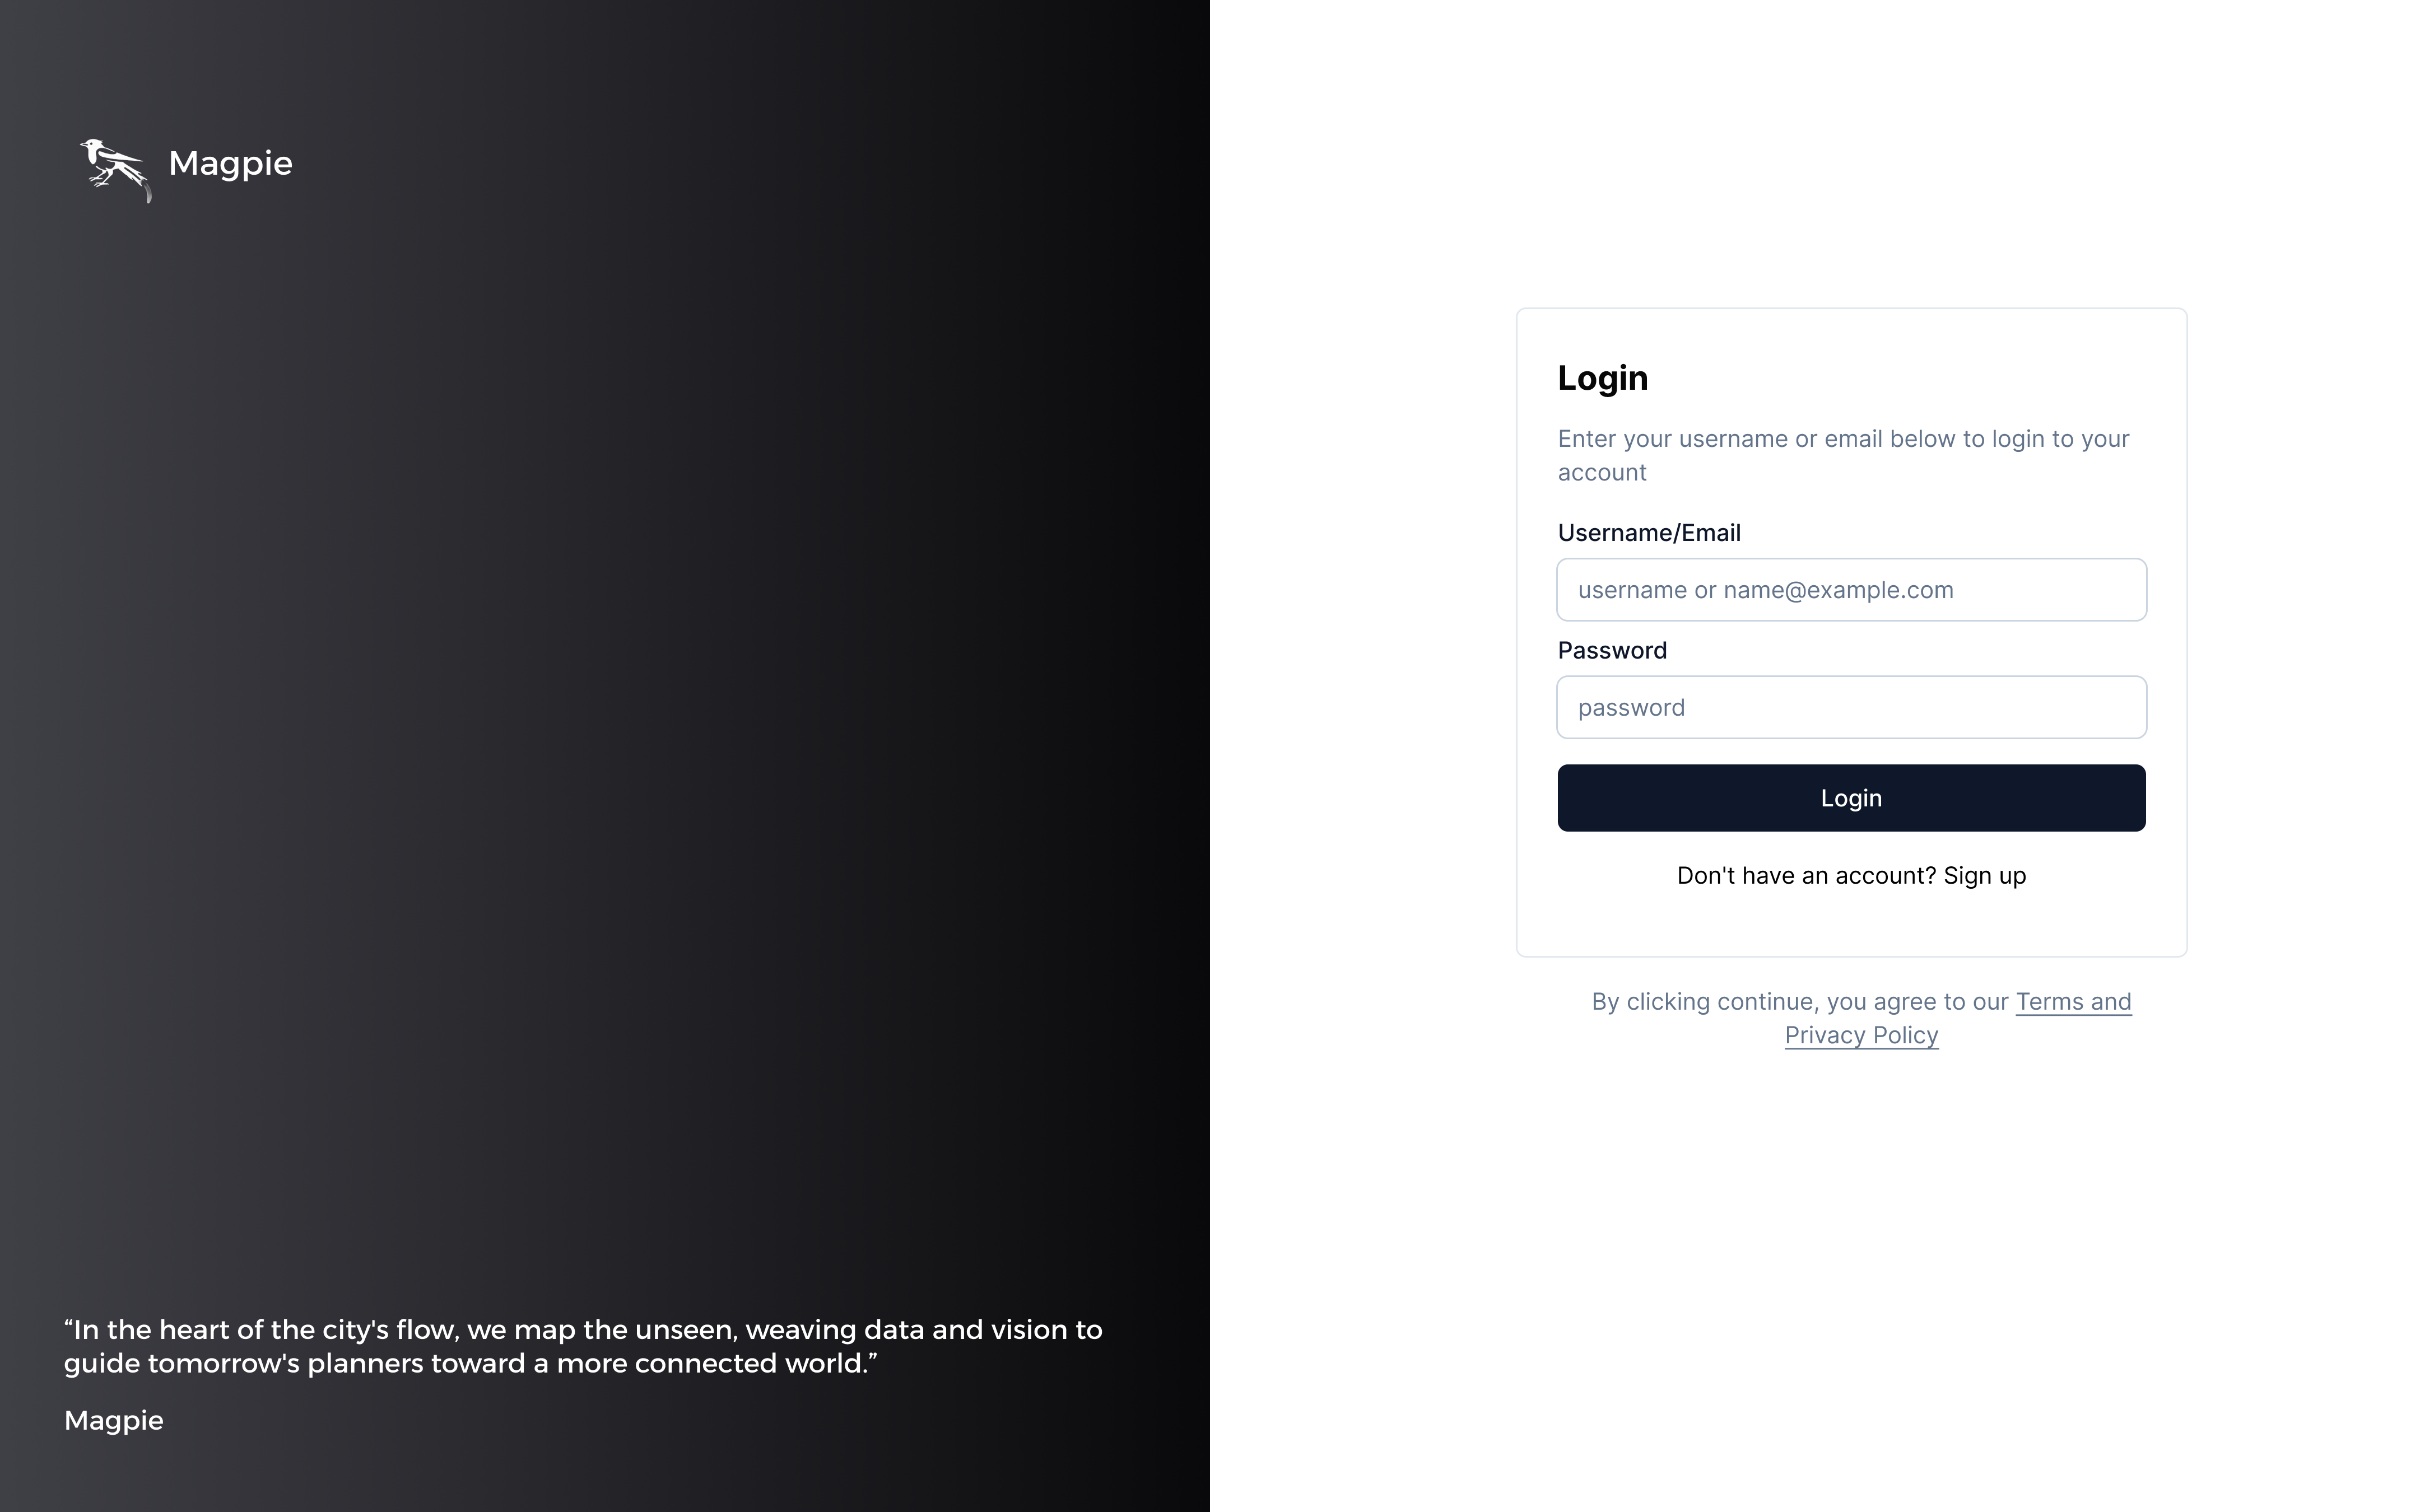 Magpie
“In the heart of the city's flow, we map the unseen, weaving data and vision to
guide tomorrow's planners toward a more connected world.”
Magpie
Login
Enter your username or email below to login to your
account
Username/Email
username or name@example.com
Password
password
Login
Don't have an account? Sign up
By clicking continue, you agree to our Terms and
Privacy Policy